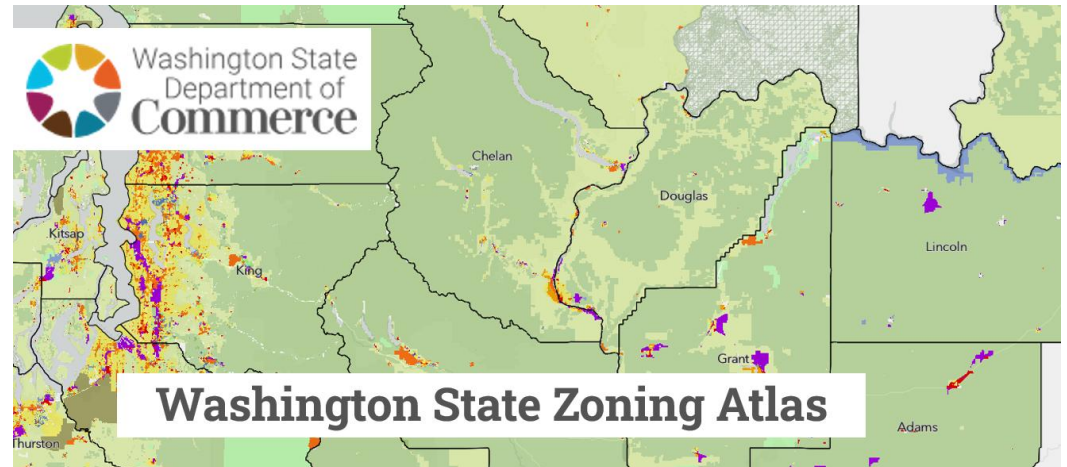 Washington State
Department of
Commerce
Chelan
Douglas
Kitsap
King
Lincoln
Grant
Washington State Zoning Atlas
Thurston
Adams